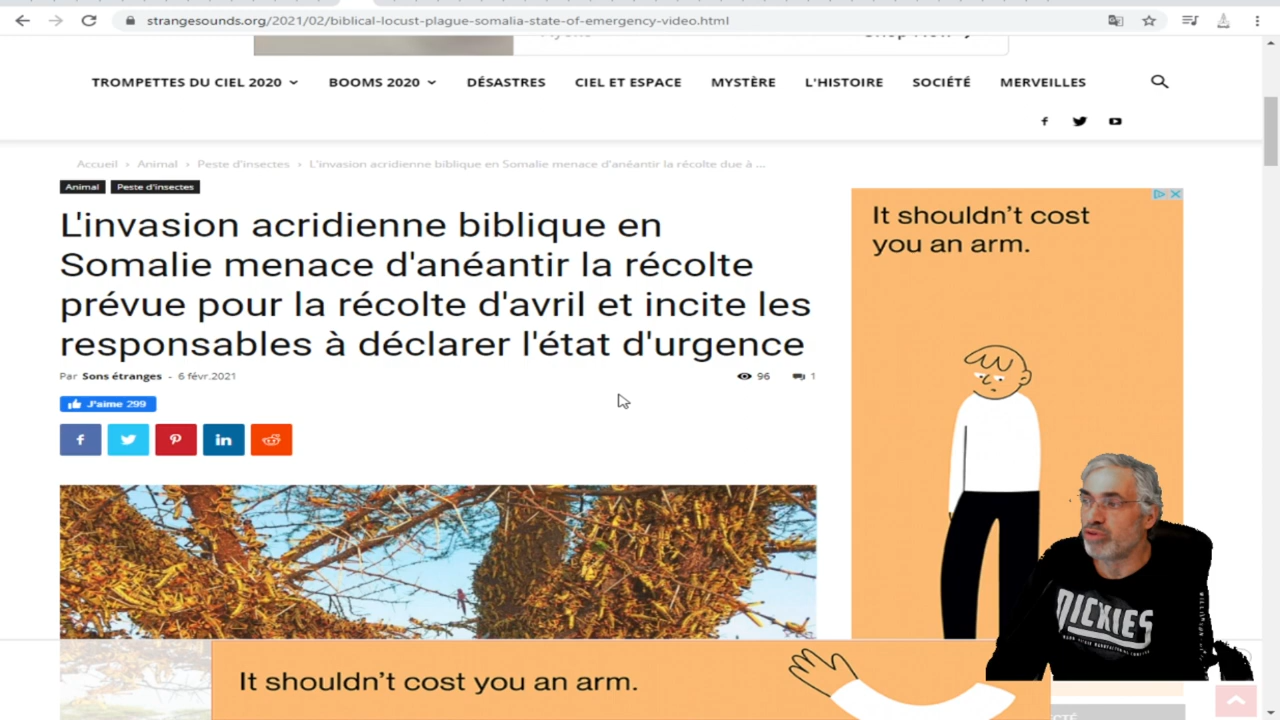 strangesounds.org/2021/02/biblical-locust-plague-somalia-state-of-emergency-video.html
TROMPETTES DU CIEL 2020
BOOMS 2020
DÉSASTRES
CIEL ET ESPACE
MYSTÈRE
L'HISTOIRE
SOCIÉTÉ
MERVEILLES
Accueil › Animal › Peste d'insectes › L'invasion acridienne biblique en Somalie menace d'anéantir la récolte due à ...
Animal
Peste d'insectes
L'invasion acridienne biblique en
Somalie menace d'anéantir la récolte
prévue pour la récolte d'avril et incite les
responsables à déclarer l'état d'urgence
Par Sons étranges - 6 févr.2021
96
1
J'aime 299
It shouldn't cost
you an arm.
DICKIES
It shouldn't cost you an arm.